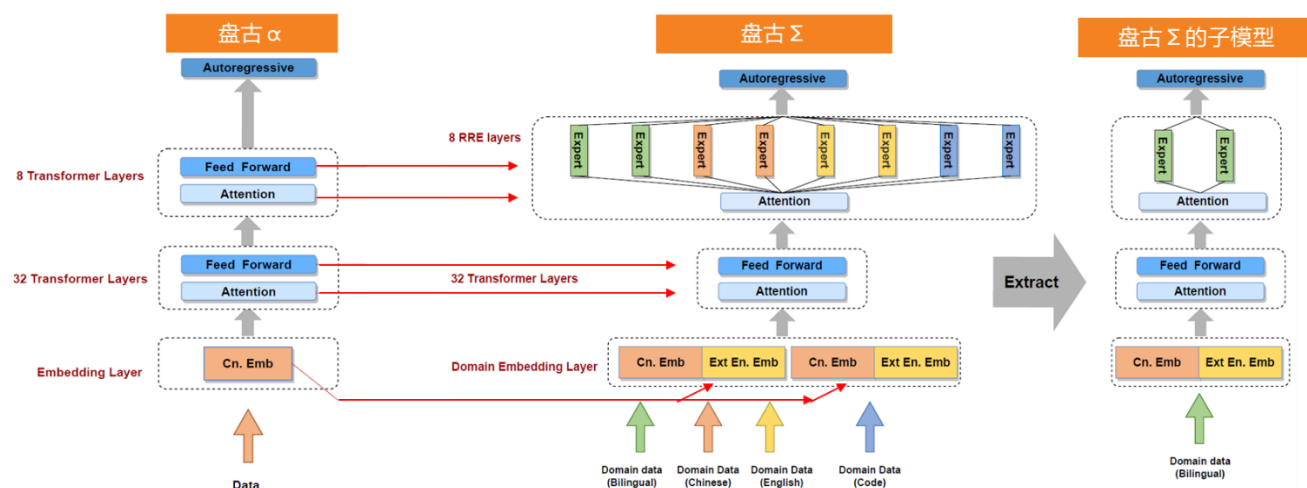 盘古 α
Autoregressive
8 Transformer Layers
Feed Forward
Attention
32 Transformer Layers
Feed Forward
Attention
Embedding Layer
Cn. Emb
Data
盘古 Σ
Autoregressive
8 RRE layers
Expert
Expert
Expert
Expert
Expert
Expert
Expert
Expert
Attention
32 Transformer Layers
Feed Forward
Attention
Domain Embedding Layer
Cn. Emb
Ext En. Emb
Cn. Emb
Ext En. Emb
Domain data
(Bilingual)
Domain Data
(Chinese)
Domain Data
(English)
Domain Data
(Code)
Extract
盘古 Σ 的子模型
Autoregressive
Expert
Expert
Attention
Feed Forward
Attention
Cn. Emb
Ext En. Emb
Domain data
(Bilingual)